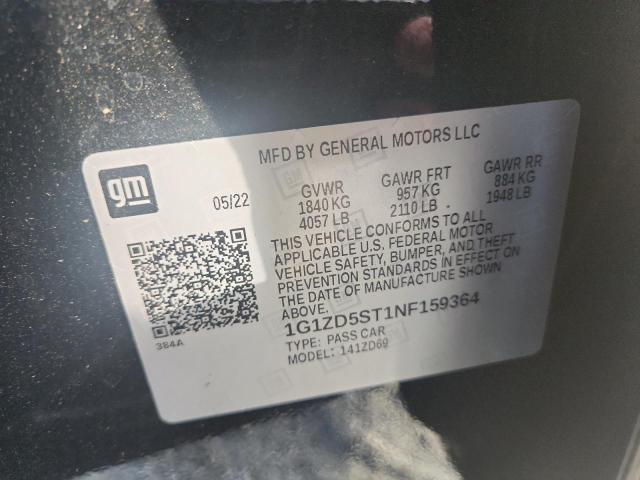 MFD BY GENERAL MOTORS LLC
gm
05/22
GVWR
1840 KG
4057 LB
GAWR FRT
957 KG
2110 LB
GAWR RR
884 KG
1948 LB
THIS VEHICLE CONFORMS TO ALL
APPLICABLE U.S. FEDERAL MOTOR
VEHICLE SAFETY, BUMPER, AND THEFT
PREVENTION STANDARDS IN EFFECT ON
THE DATE OF MANUFACTURE SHOWN
ABOVE.
1G1ZD5ST1NF159364
TYPE: PASS CAR
MODEL: 141ZD69
384A